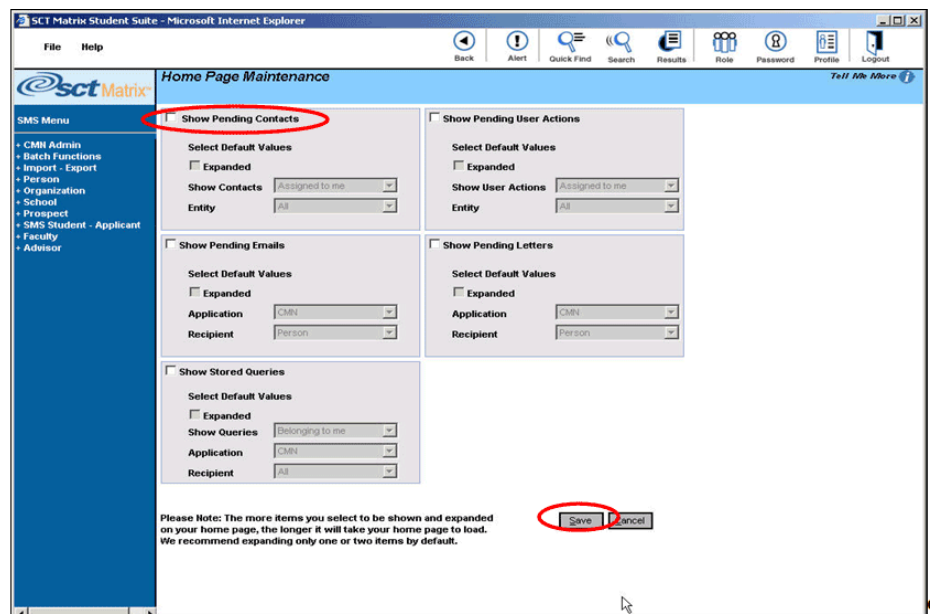 SCT Matrix Student Suite - Microsoft Internet Explorer
File Help
Back Alert Quick Find Search Results Role Password Profile Logout
sct Matrix
Home Page Maintenance
Tell Me More
SMS Menu
+ CMN Admin
+ Batch Functions
+ Import - Export
+ Person
+ Organization
+ School
+ Prospect
+ SMS Student - Applicant
+ Faculty
+ Advisor
Show Pending Contacts
Select Default Values
Expanded
Show Contacts Assigned to me
Entity All
Show Pending User Actions
Select Default Values
Expanded
Show User Actions Assigned to me
Entity All
Show Pending Emails
Select Default Values
Expanded
Application CMN
Recipient Person
Show Pending Letters
Select Default Values
Expanded
Application CMN
Recipient Person
Show Stored Queries
Select Default Values
Expanded
Show Queries Belonging to me
Application CMN
Recipient All
Please Note: The more items you select to be shown and expanded
on your home page, the longer it will take your home page to load.
We recommend expanding only one or two items by default.
Save Cancel